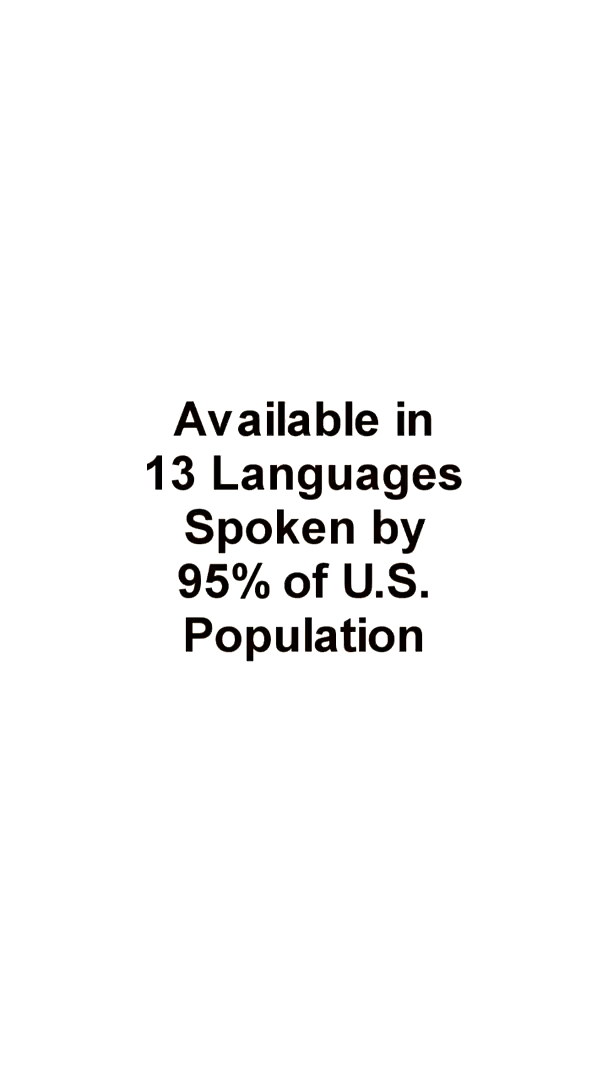 Available in
13 Languages
Spoken by
95% of U.S.
Population